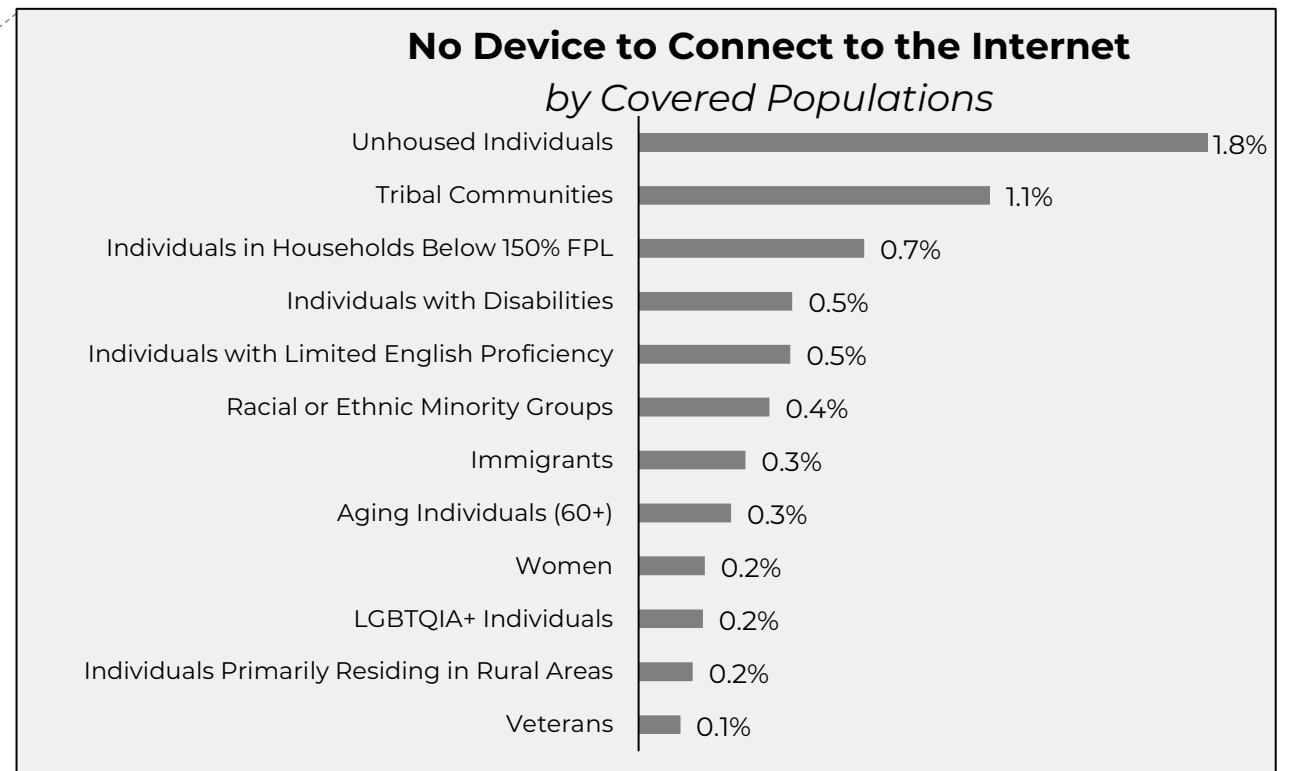 No Device to Connect to the Internet
by Covered Populations
Unhoused Individuals 1.8%
Tribal Communities 1.1%
Individuals in Households Below 150% FPL 0.7%
Individuals with Disabilities 0.5%
Individuals with Limited English Proficiency 0.5%
Racial or Ethnic Minority Groups 0.4%
Immigrants 0.3%
Aging Individuals (60+) 0.3%
Women 0.2%
LGBTQIA+ Individuals 0.2%
Individuals Primarily Residing in Rural Areas 0.2%
Veterans 0.1%